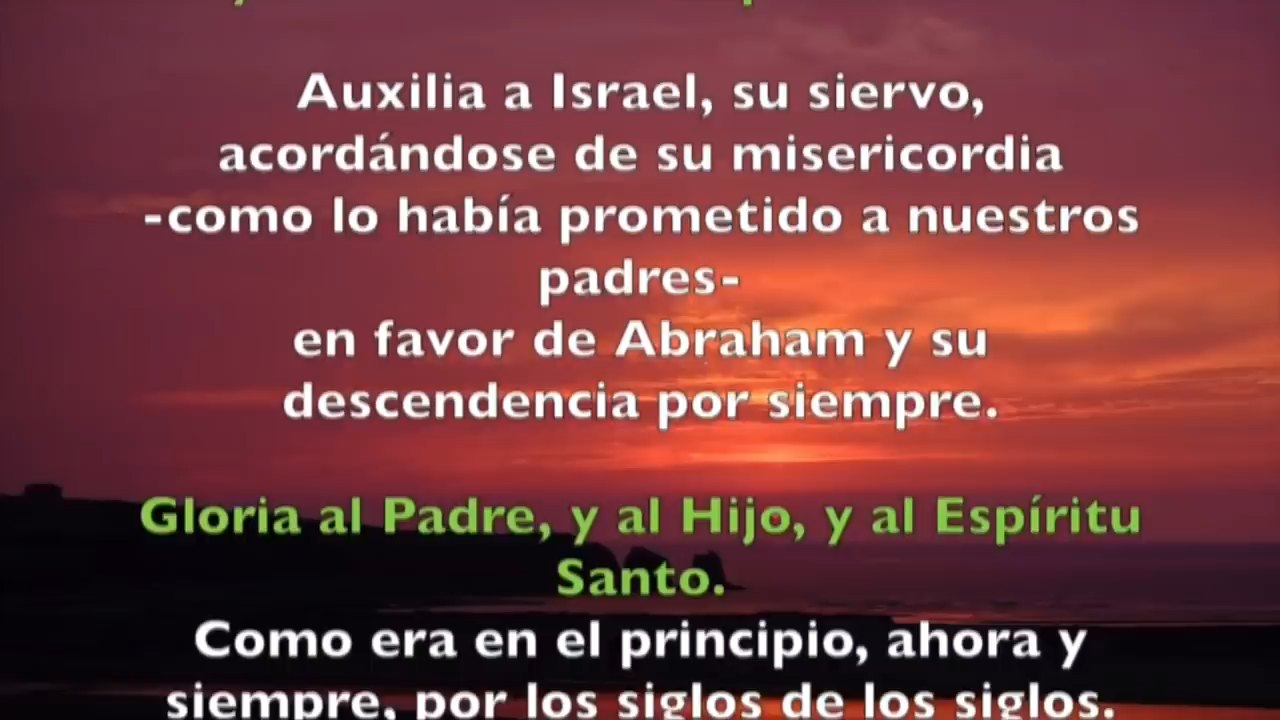 Auxilia a Israel, su siervo,
acordándose de su misericordia
-como lo había prometido a nuestros
padres-
en favor de Abraham y su
descendencia por siempre.
Gloria al Padre, y al Hijo, y al Espíritu
Santo.
Como era en el principio, ahora y
siempre, por los siglos de los siglos.